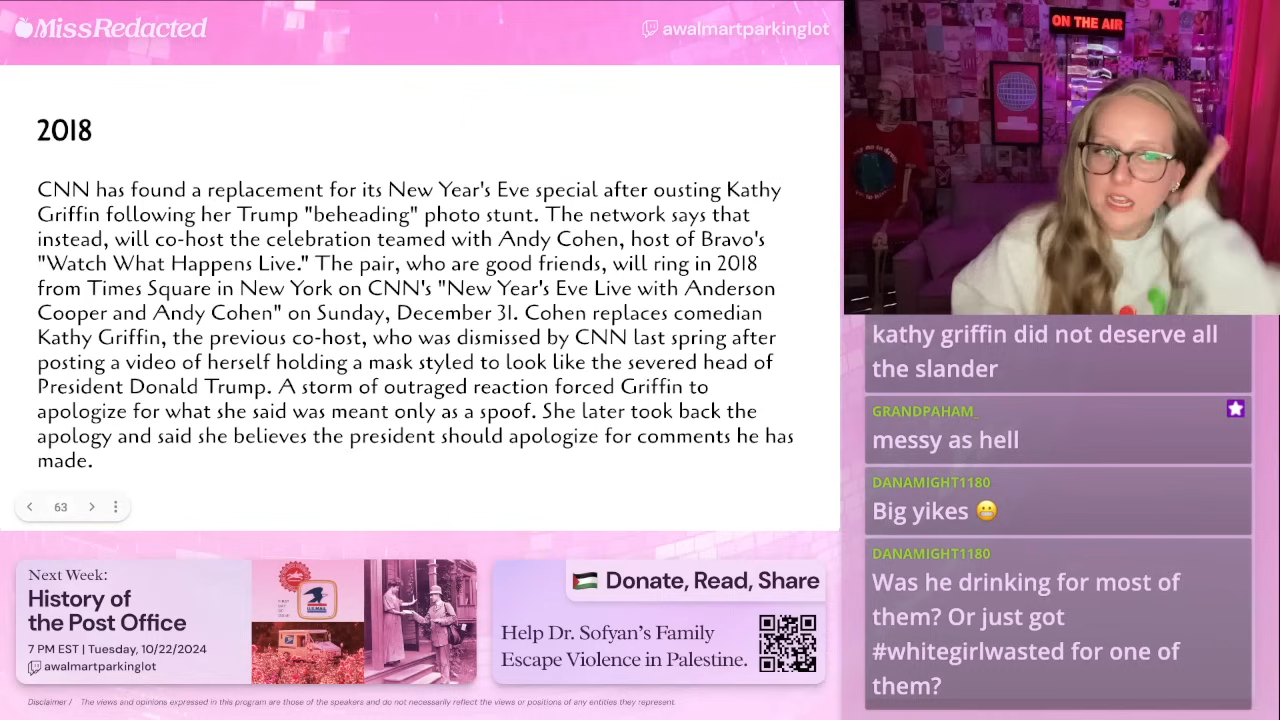 MissRedacted
awalmartparkinglot
ON THE AIR
2018
CNN has found a replacement for its New Year's Eve special after ousting Kathy
Griffin following her Trump "beheading" photo stunt. The network says that
instead, will co-host the celebration teamed with Andy Cohen, host of Bravo's
"Watch What Happens Live." The pair, who are good friends, will ring in 2018
from Times Square in New York on CNN's "New Year's Eve Live with Anderson
Cooper and Andy Cohen" on Sunday, December 31. Cohen replaces comedian
Kathy Griffin, the previous co-host, who was dismissed by CNN last spring after
posting a video of herself holding a mask styled to look like the severed head of
President Donald Trump. A storm of outraged reaction forced Griffin to
apologize for what she said was meant only as a spoof. She later took back the
apology and said she believes the president should apologize for comments he has
made.
63
kathy griffin did not deserve all
the slander
GRANDPAHAM_
messy as hell
DANAMIGHT1180
Big yikes 😬
DANAMIGHT1180
Was he drinking for most of
them? Or just got
#whitegirlwasted for one of
them?
Next Week:
History of
the Post Office
7 PM EST | Tuesday, 10/22/2024
awalmartparkinglot
U.S.MAIL
🇵🇸 Donate, Read, Share
Help Dr. Sofyan's Family
Escape Violence in Palestine.
Disclaimer / The views and opinions expressed in this program are those of the speakers and do not necessarily reflect the views or positions of any entities they represent.